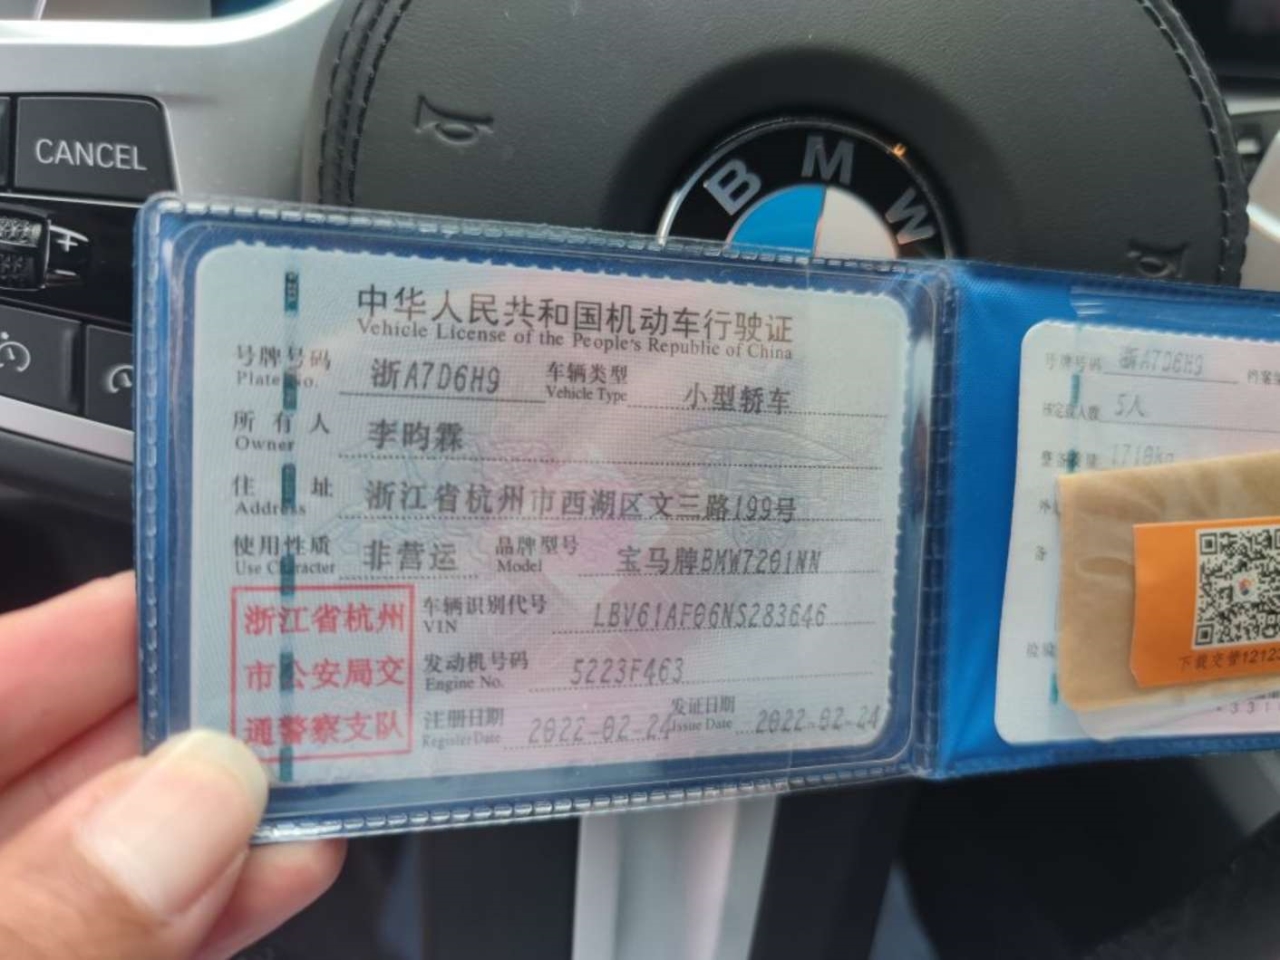 CANCEL
BMW
+
中华人民共和国机动车行驶证
Vehicle License of the People's Republic of China
号牌号码 浙A7D6H9 车辆类型 小型轿车
Plate No. Vehicle Type
所有人 李昀霖
Owner
住址 浙江省杭州市西湖区文三路199号
Address
使用性质 非营运 品牌型号 宝马牌BMW7201NN
Use Character Model
浙江省杭州
市公安局交
通警察支队
车辆识别代号 LBV61AF06NS283646
VIN
发动机号码 5223F463
Engine No.
注册日期 2022-02-24 发证日期 2022-02-24
Register Date Issue Date
号牌号码 浙A7D6H9
核定载人数 5人
1710kg
下载交管12123